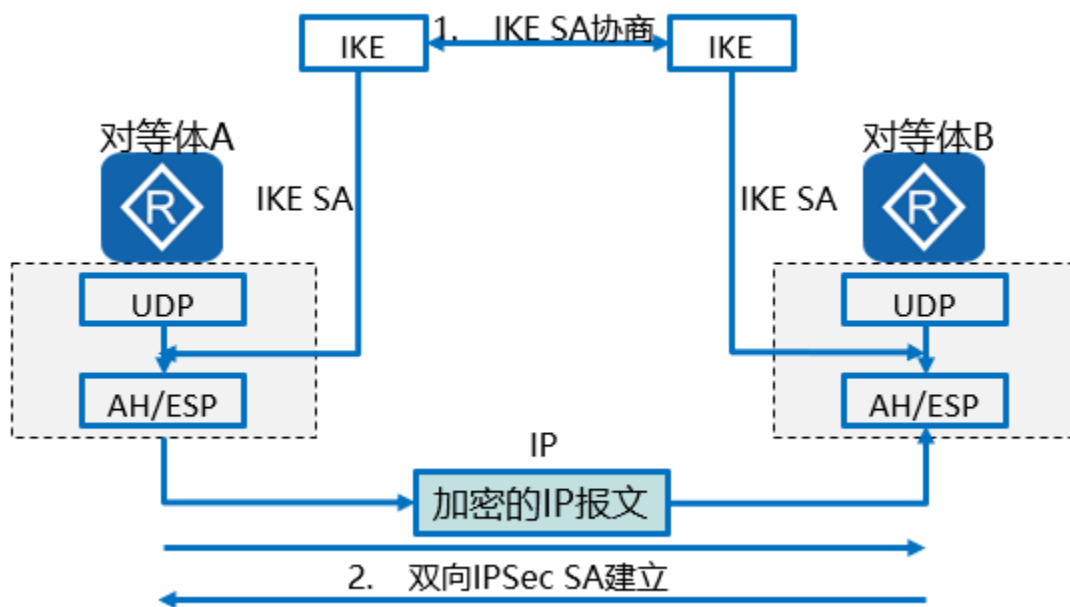 1. IKE SA协商
IKE
IKE
对等体A
对等体B
R
R
IKE SA
IKE SA
UDP
UDP
AH/ESP
AH/ESP
IP
加密的IP报文
2. 双向IPSec SA建立